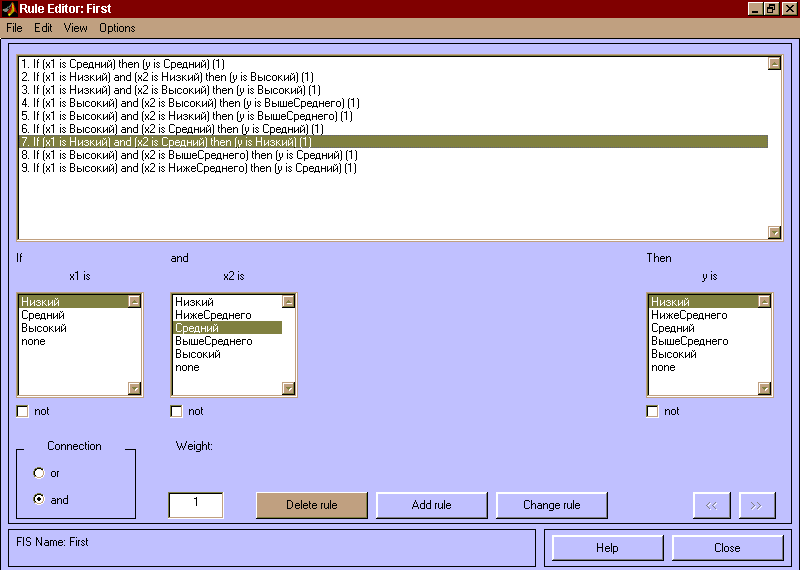 Rule Editor: First
File Edit View Options
1. If (x1 is Средний) then (y is Средний) (1)
2. If (x1 is Низкий) and (x2 is Низкий) then (y is Высокий) (1)
3. If (x1 is Низкий) and (x2 is Высокий) then (y is Высокий) (1)
4. If (x1 is Высокий) and (x2 is Высокий) then (y is ВышеСреднего) (1)
5. If (x1 is Высокий) and (x2 is Низкий) then (y is ВышеСреднего) (1)
6. If (x1 is Высокий) and (x2 is Средний) then (y is Средний) (1)
7. If (x1 is Низкий) and (x2 is Средний) then (y is Низкий) (1)
8. If (x1 is Высокий) and (x2 is ВышеСреднего) then (y is Средний) (1)
9. If (x1 is Высокий) and (x2 is НижеСреднего) then (y is Средний) (1)
If
x1 is
Низкий
Средний
Высокий
none
not
and
x2 is
Низкий
НижеСреднего
Средний
ВышеСреднего
Высокий
none
not
Then
y is
Низкий
НижеСреднего
Средний
ВышеСреднего
Высокий
none
not
Connection
or
and
Weight:
1
Delete rule
Add rule
Change rule
<<
>>
FIS Name: First
Help
Close